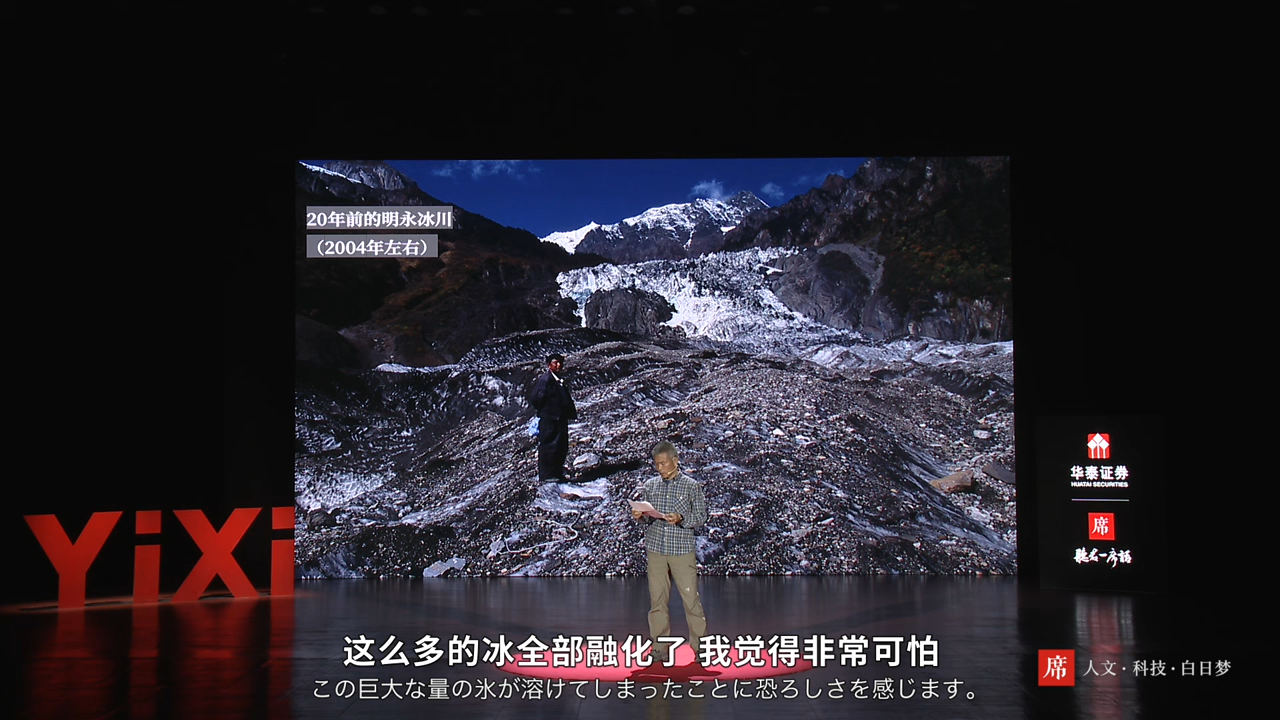 20年前的明永冰川
（2004年左右）
YiXi
华泰证券
HUATAI SECURITIES
席
聽君一席話
这么多的冰全部融化了 我觉得非常可怕
この巨大な量の氷が溶けてしまったことに恐ろしさを感じます。
席 人文·科技·白日梦